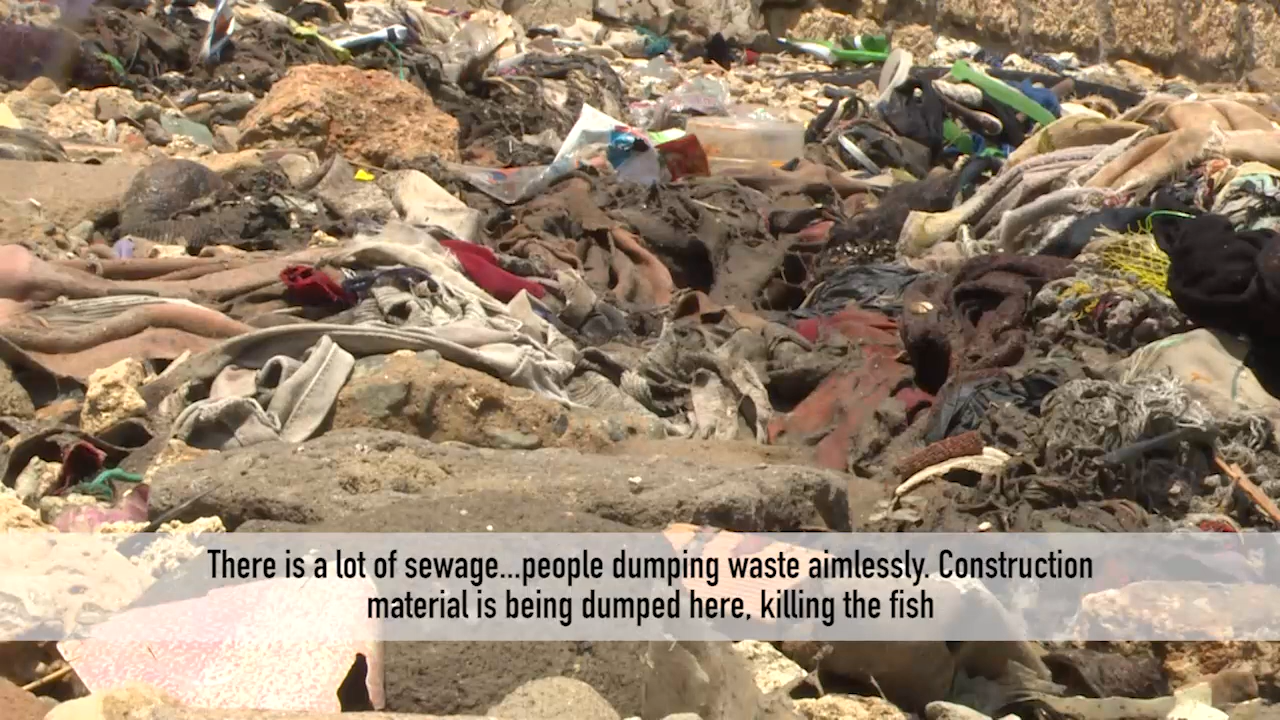 There is a lot of sewage...people dumping waste aimlessly. Construction
material is being dumped here, killing the fish